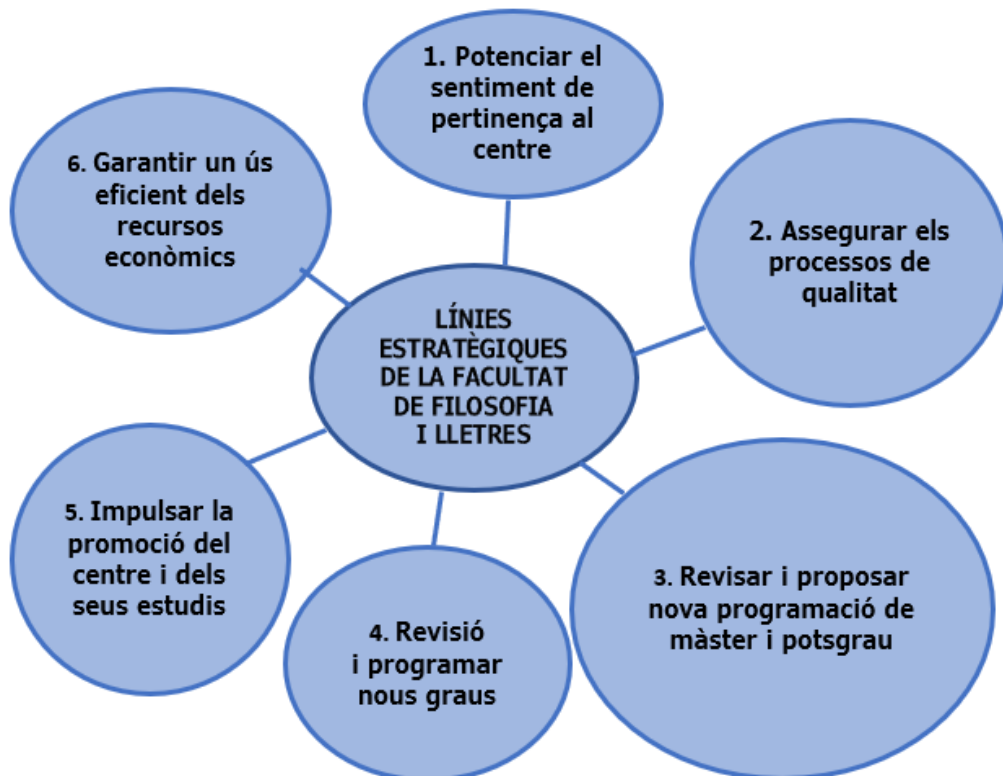 1. Potenciar el
sentiment de
pertinença al
centre
2. Assegurar els
processos de
qualitat
3. Revisar i proposar
nova programació de
màster i potsgrau
4. Revisió
i programar
nous graus
5. Impulsar la
promoció del
centre i dels
seus estudis
6. Garantir un ús
eficient dels
recursos
econòmics
LÍNIES
ESTRATÈGIQUES
DE LA FACULTAT
DE FILOSOFIA
I LLETRES